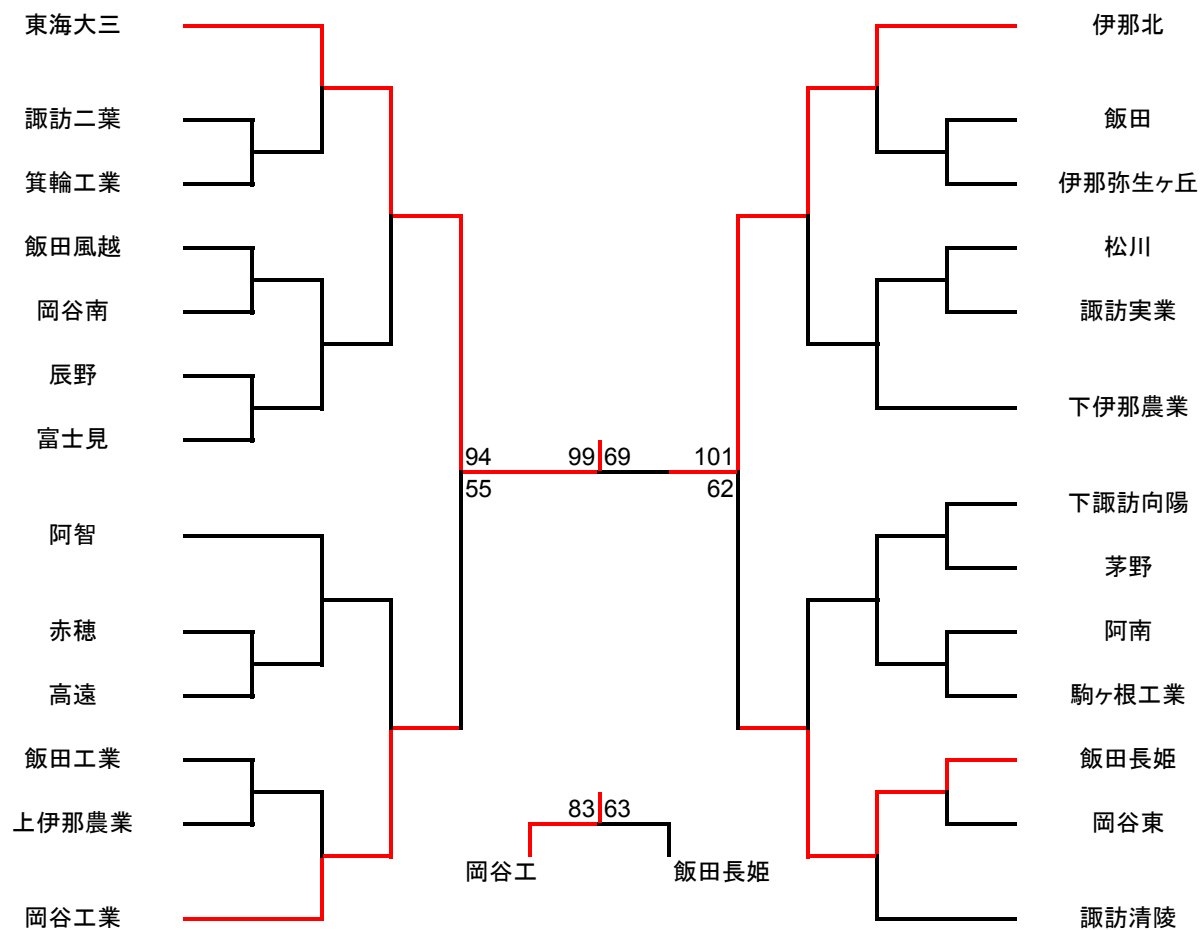 東海大三
諏訪二葉
箕輪工業
飯田風越
岡谷南
辰野
富士見
阿智
赤穂
高遠
飯田工業
上伊那農業
岡谷工業
94
55
99 69
101
62
83 63
岡谷工
飯田長姫
伊那北
飯田
伊那弥生ヶ丘
松川
諏訪実業
下伊那農業
下諏訪向陽
茅野
阿南
駒ヶ根工業
飯田長姫
岡谷東
諏訪清陵